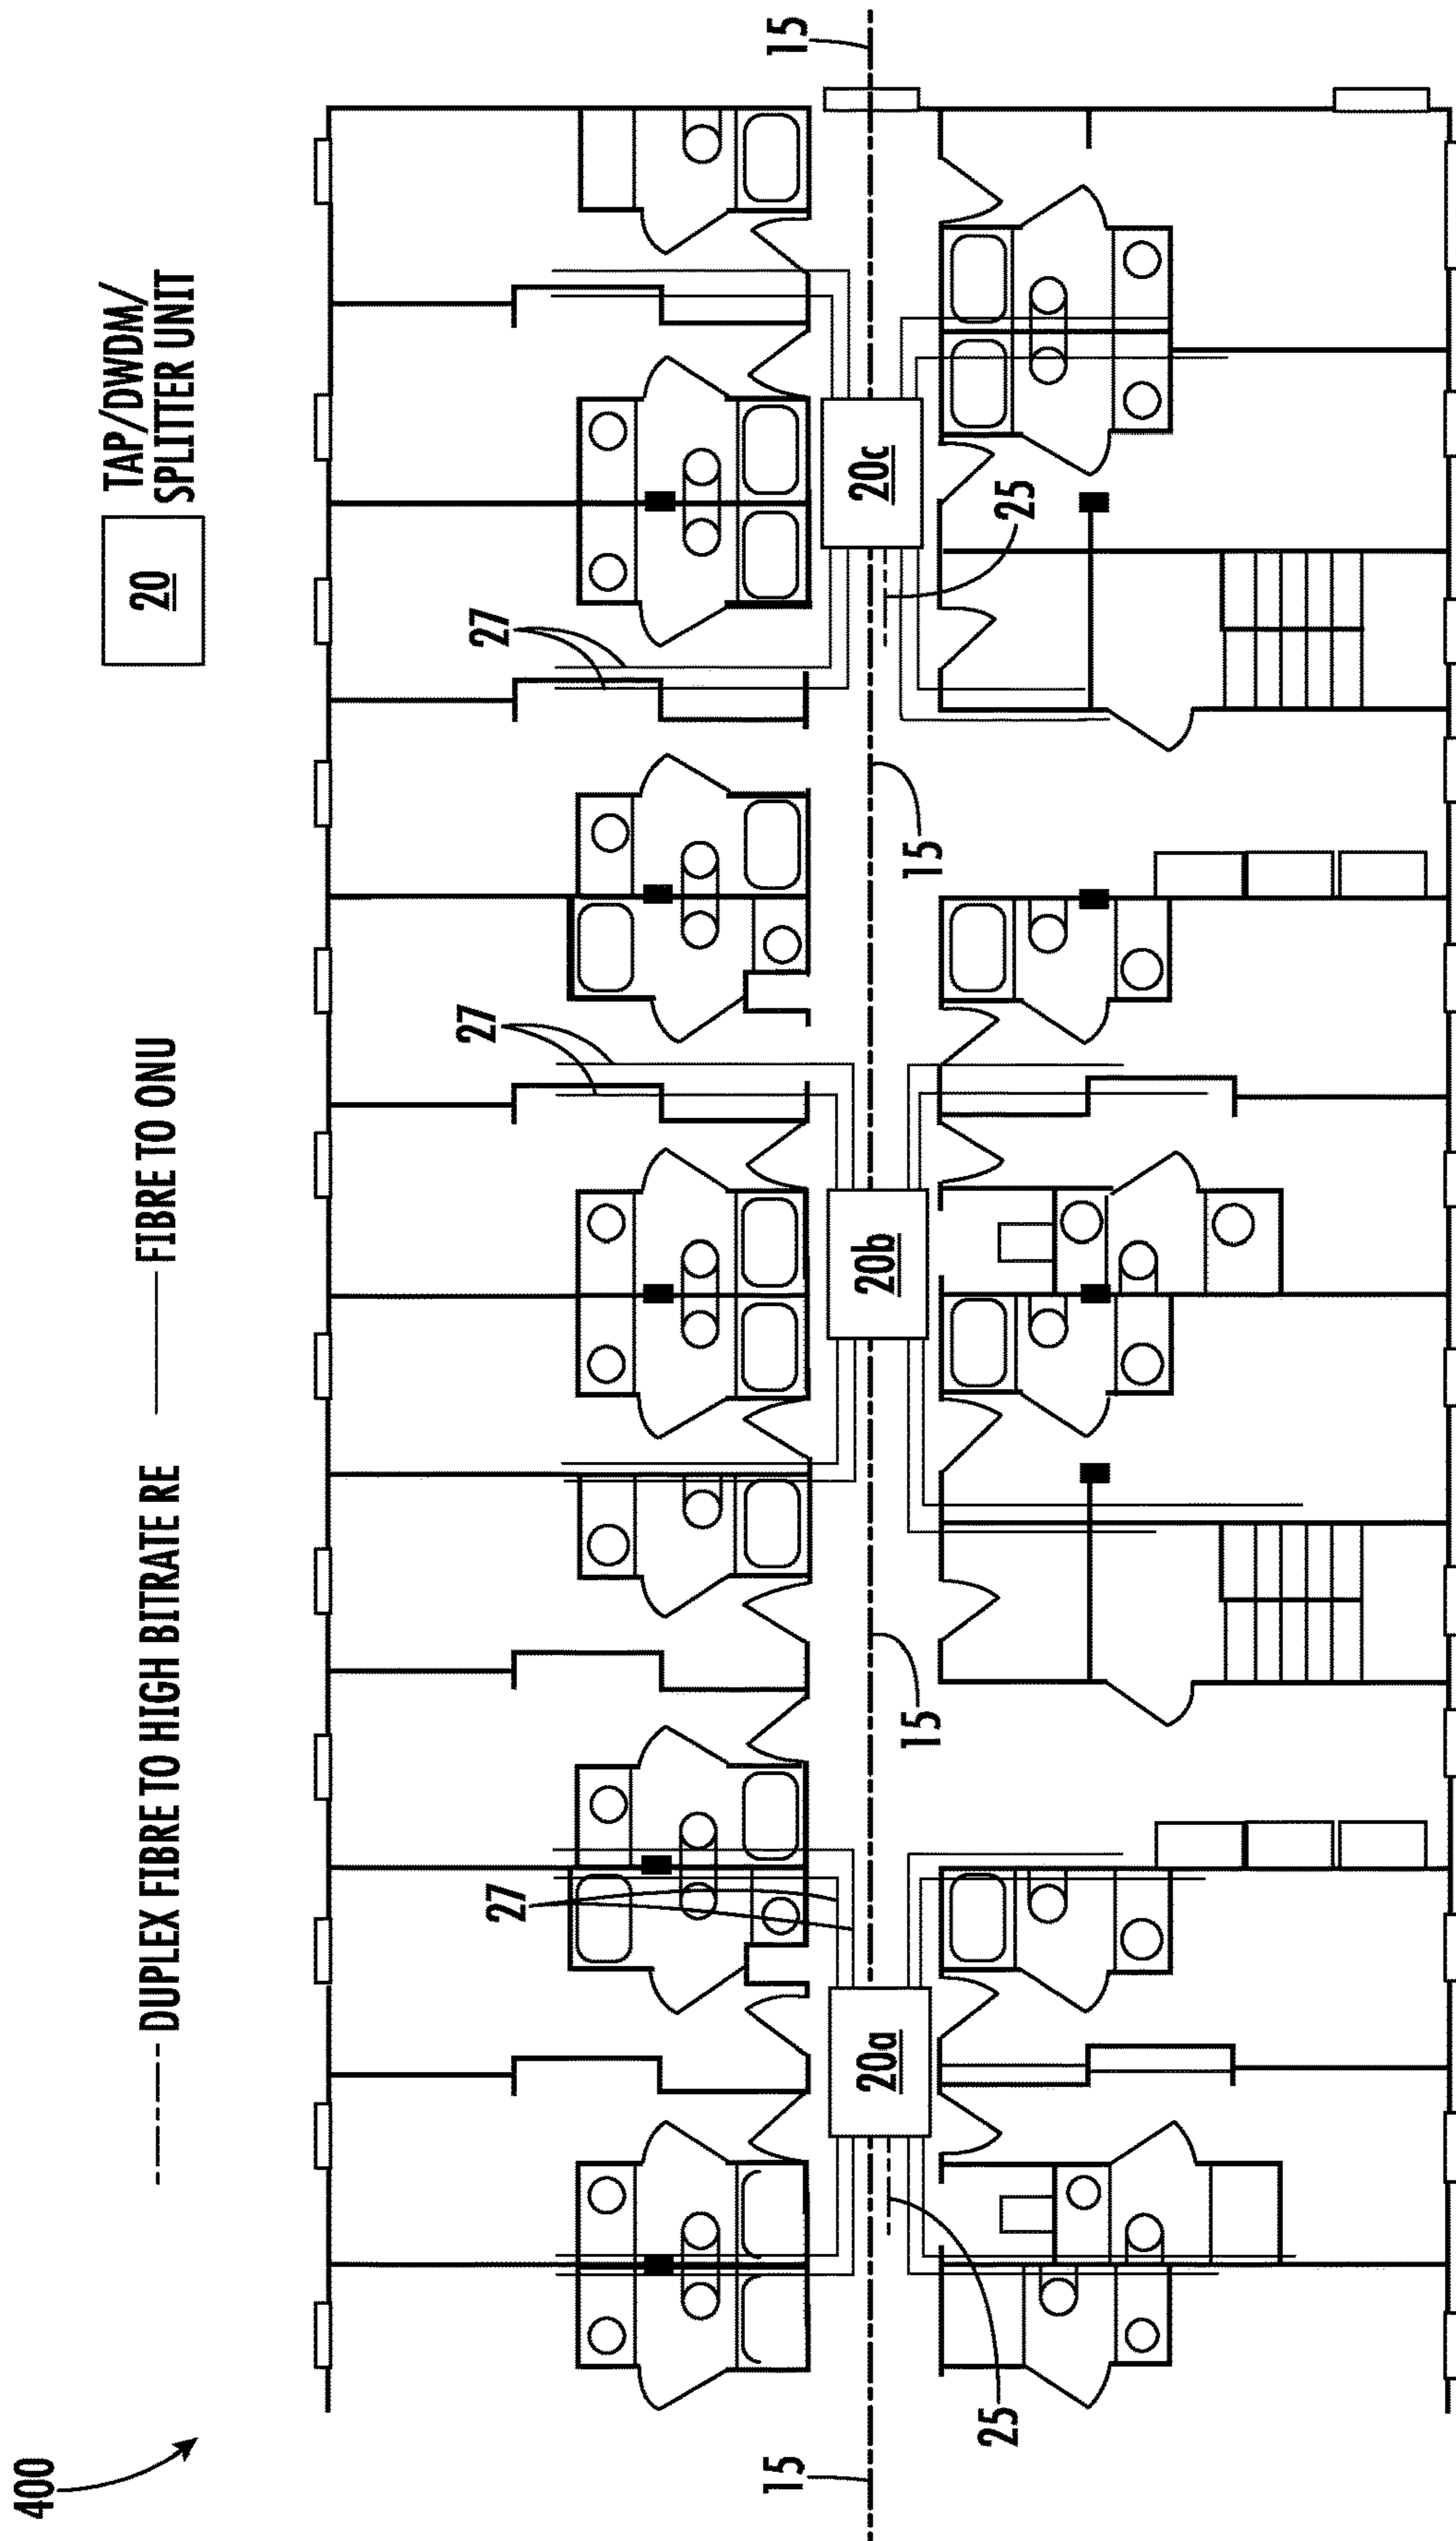 400
DUPLEX FIBRE TO HIGH BITRATE RE
FIBRE TO ONU
20
TAP/DWDM/
SPLITTER UNIT
27
27
27
15
20a
15
20b
15
20c
15
25
25